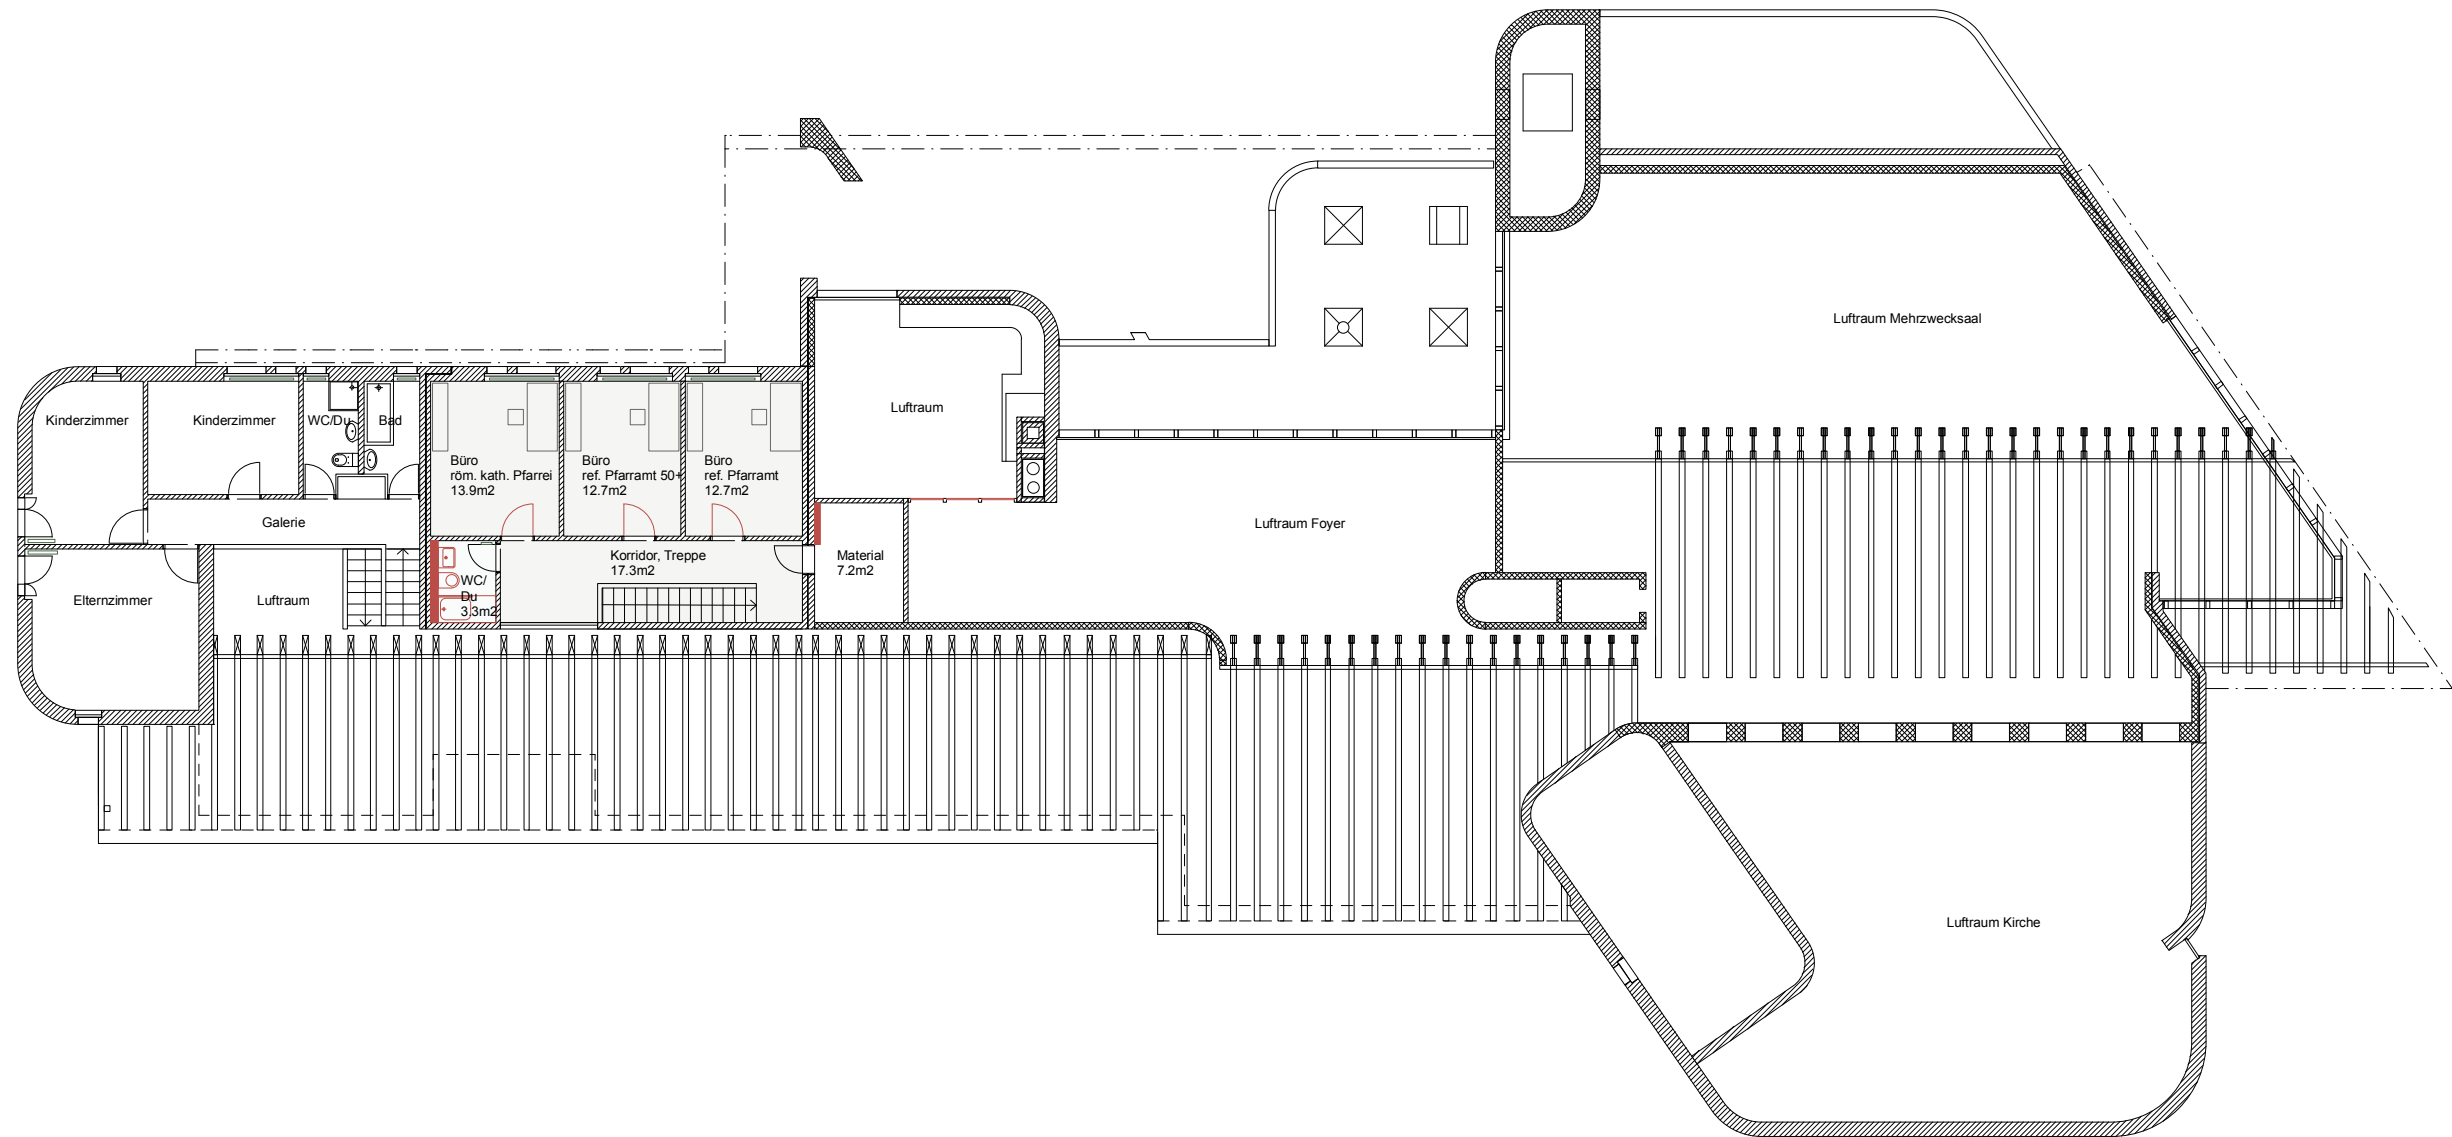 Luftraum Mehrzwecksaal
Kinderzimmer
Kinderzimmer
WC/Du
Bad
Luftraum
Büro
röm. kath. Pfarrei
13.9m2
Büro
ref. Pfarramt 50+
12.7m2
Büro
ref. Pfarramt
12.7m2
Galerie
Luftraum Foyer
Korridor, Treppe
17.3m2
Material
7.2m2
Elternzimmer
Luftraum
WC/
Du
3.3m2
Luftraum Kirche